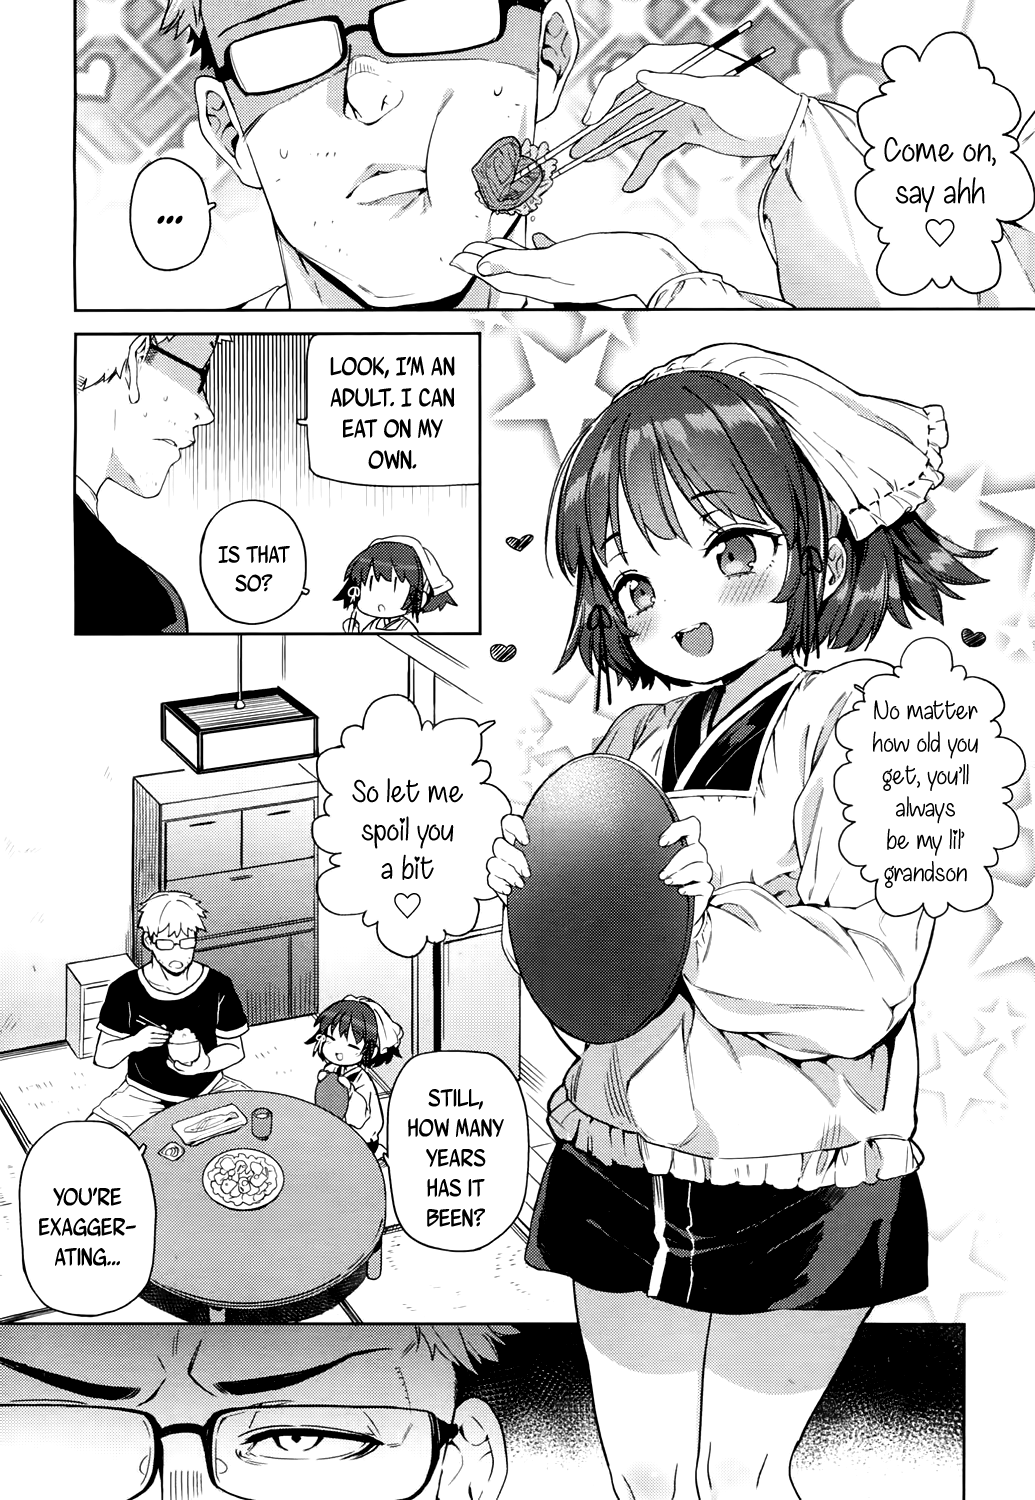 Come on,
say ahh
♡
...
LOOK, I'M AN
ADULT. I CAN
EAT ON MY
OWN.
IS THAT
SO?
No matter
how old you
get, you'll
always
be my lil'
grandson
So let me
spoil you
a bit
♡
STILL,
HOW MANY
YEARS
HAS IT
BEEN?
YOU'RE
EXAGGER-
ATING...